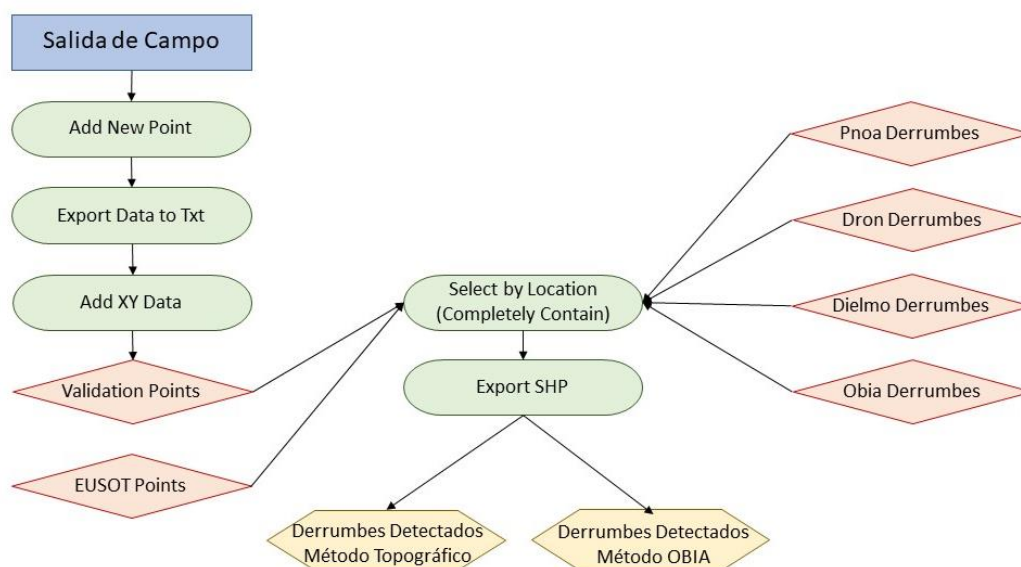 Salida de Campo
Add New Point
Export Data to Txt
Add XY Data
Validation Points
EUSOT Points
Select by Location
(Completely Contain)
Export SHP
Derrumbes Detectados
Método Topográfico
Derrumbes Detectados
Método OBIA
Pnoa Derrumbes
Dron Derrumbes
Dielmo Derrumbes
Obia Derrumbes